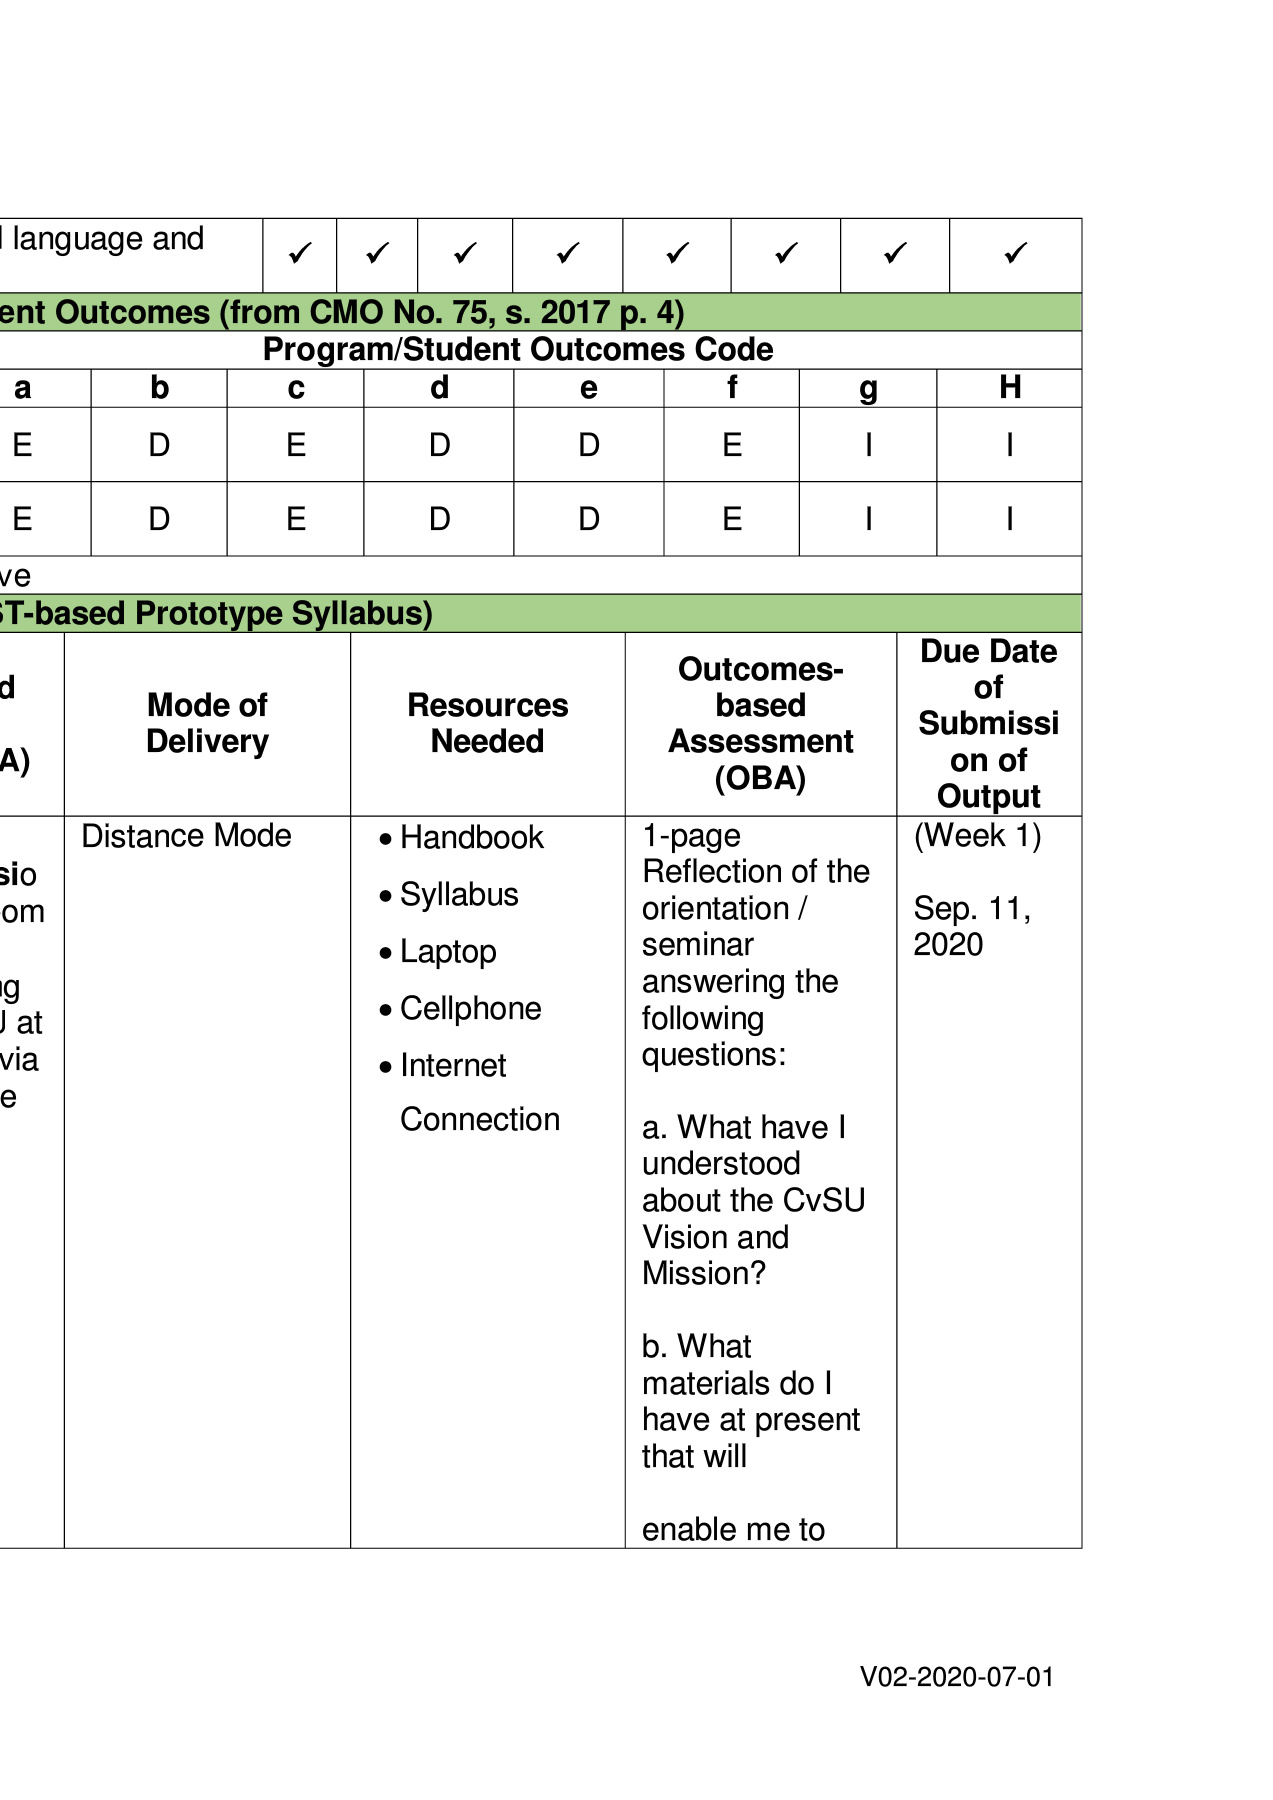 language and
✓ ✓ ✓ ✓ ✓ ✓ ✓ ✓
ent Outcomes (from CMO No. 75, s. 2017 p. 4)
Program/Student Outcomes Code
a b c d e f g H
E D E D D E I I
E D E D D E I I
ve
ST-based Prototype Syllabus)
d
A)
Mode of
Delivery
Resources
Needed
Outcomes-
based
Assessment
(OBA)
Due Date
of
Submissi
on of
Output
sio
om
ng
U at
via
e
Distance Mode
• Handbook
• Syllabus
• Laptop
• Cellphone
• Internet
Connection
1-page
Reflection of the
orientation /
seminar
answering the
following
questions:
a. What have I
understood
about the CvSU
Vision and
Mission?
b. What
materials do I
have at present
that will
enable me to
(Week 1)
Sep. 11,
2020
V02-2020-07-01